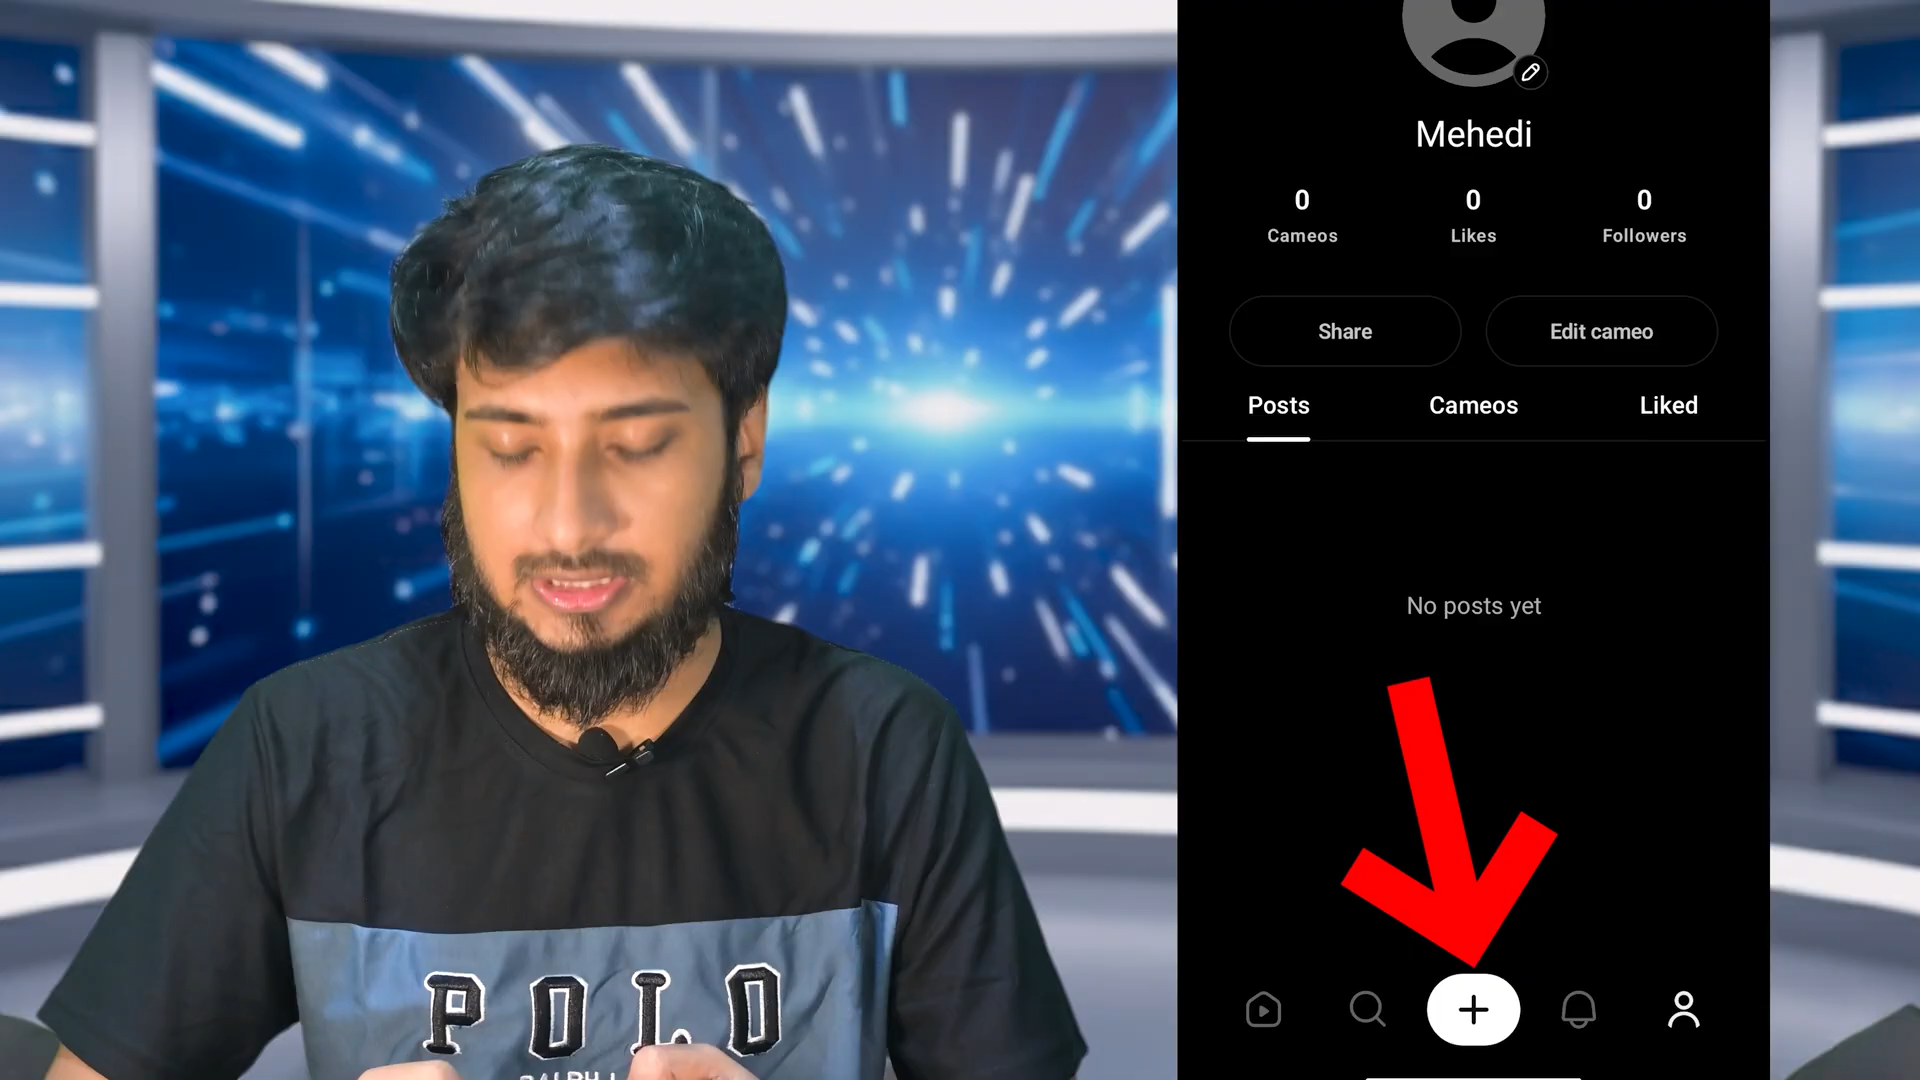 Mehedi
0 0 0
Cameos Likes Followers
Share Edit cameo
Posts Cameos Liked
No posts yet
POLO